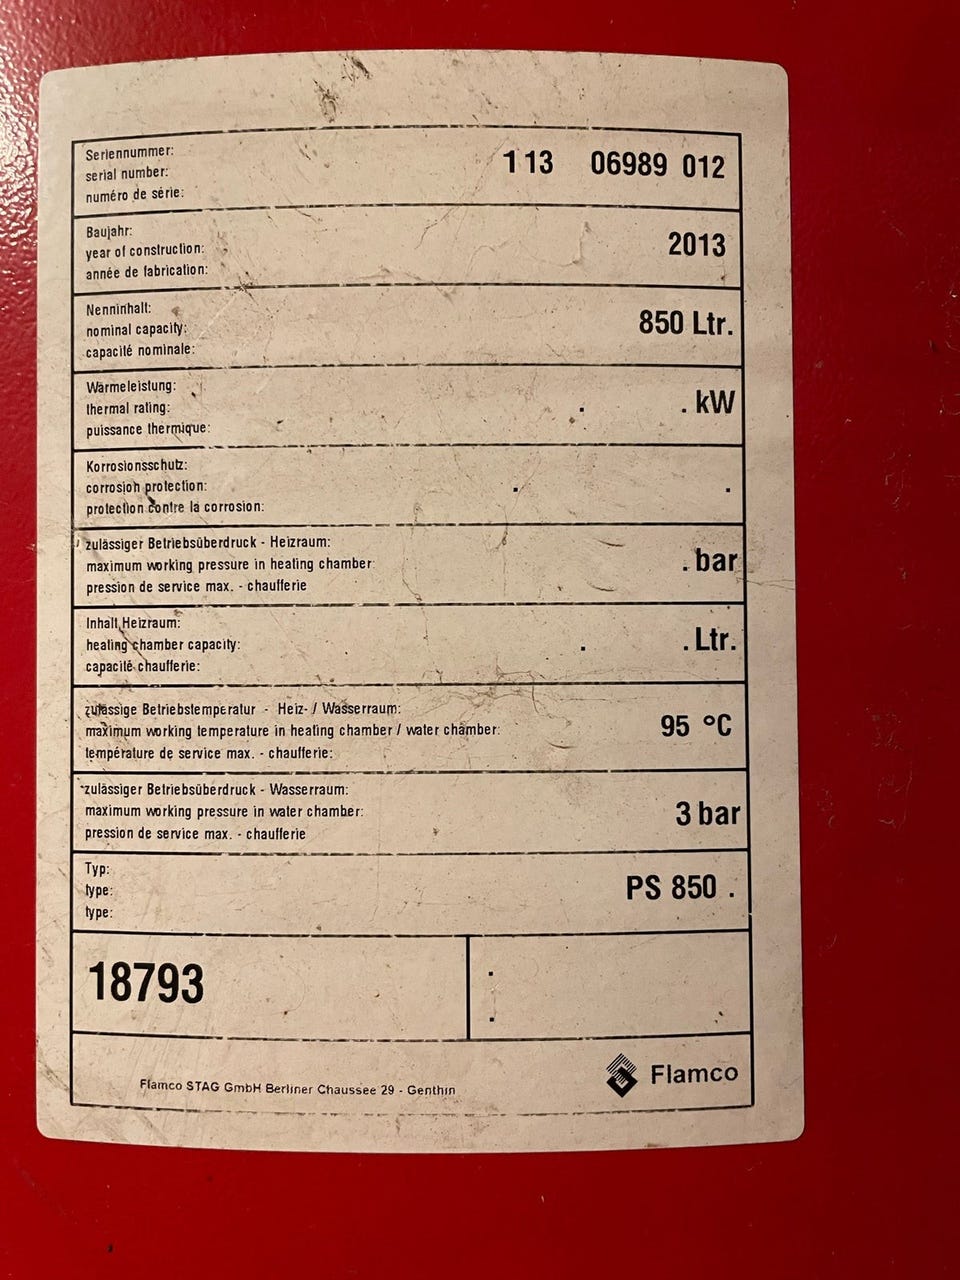 Seriennummer:
serial number:
numéro de série:
113 06989 012
Baujahr:
year of construction:
année de fabrication:
2013
Nenninhalt:
nominal capacity:
capacité nominale:
850 Ltr.
Wärmeleistung:
thermal rating:
puissance thermique:
. . kW
Korrosionsschutz:
corrosion protection:
protection contre la corrosion:
. .
zulässiger Betriebsüberdruck - Heizraum:
maximum working pressure in heating chamber:
pression de service max. - chaufferie
. bar
Inhalt Heizraum:
healing chamber capacity:
capacité chaufferie:
. . Ltr.
zulässige Betriebstemperatur - Heiz- / Wasserraum:
maximum working temperature in heating chamber / water chamber:
température de service max. - chaufferie:
95 °C
zulässiger Betriebsüberdruck - Wasserraum:
maximum working pressure in water chamber:
pression de service max. - chaufferie
3 bar
Typ:
type:
type:
PS 850 .
18793
.
.
Flamco STAG GmbH Berliner Chaussee 29 - Genthin
Flamco